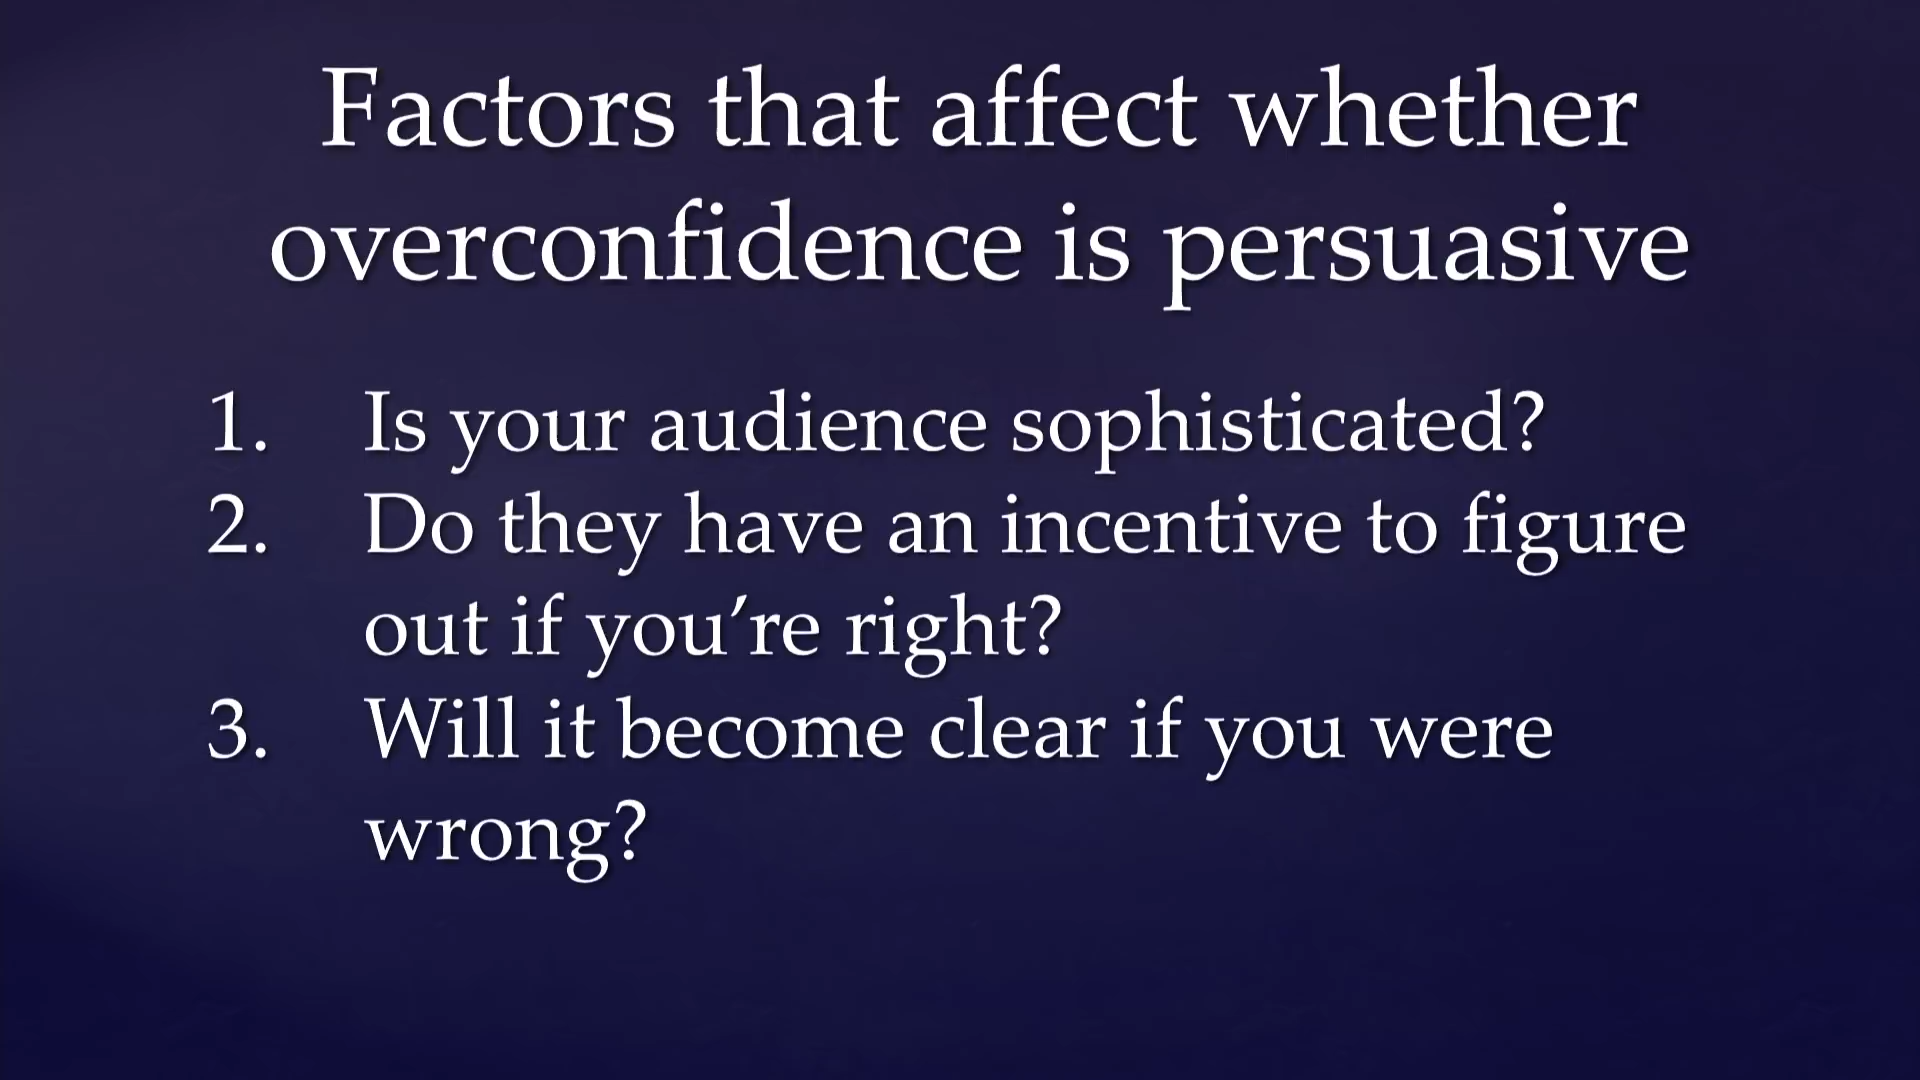 Factors that affect whether
overconfidence is persuasive
1. Is your audience sophisticated?
2. Do they have an incentive to figure
out if you’re right?
3. Will it become clear if you were
wrong?